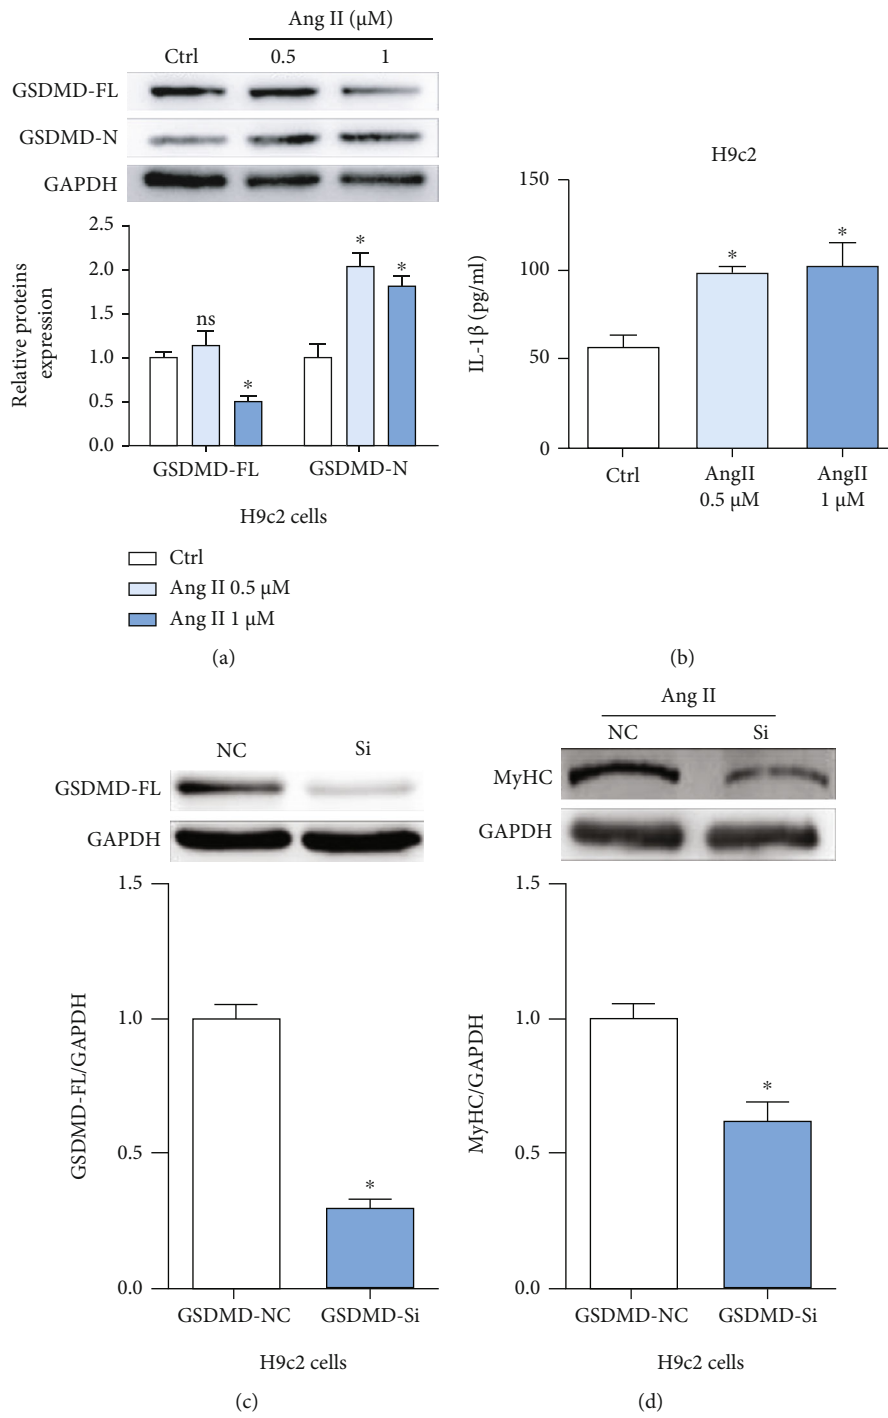 Ang II (μM)
Ctrl 0.5 1
GSDMD-FL
GSDMD-N
GAPDH
Relative proteins
expression
2.5
2.0
1.5
1.0
0.5
0.0
ns
*
*
*
GSDMD-FL GSDMD-N
H9c2 cells
Ctrl
Ang II 0.5 μM
Ang II 1 μM
(a)
H9c2
IL-1β (pg/ml)
150
100
50
0
*
*
Ctrl AngII AngII
0.5 μM 1 μM
(b)
NC Si
GSDMD-FL
GAPDH
GSDMD-FL/GAPDH
1.5
1.0
0.5
0.0
*
GSDMD-NC GSDMD-Si
H9c2 cells
(c)
Ang II
NC Si
MyHC
GAPDH
MyHC/GAPDH
1.5
1.0
0.5
0.0
*
GSDMD-NC GSDMD-Si
H9c2 cells
(d)